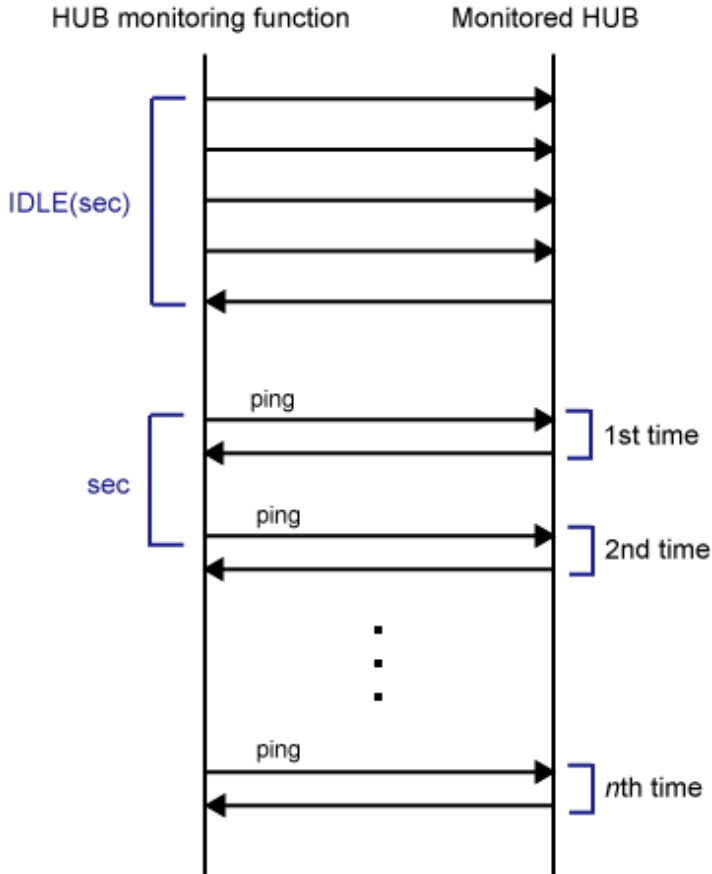 HUB monitoring function
Monitored HUB
IDLE(sec)
ping
1st time
sec
ping
2nd time
ping
nth time